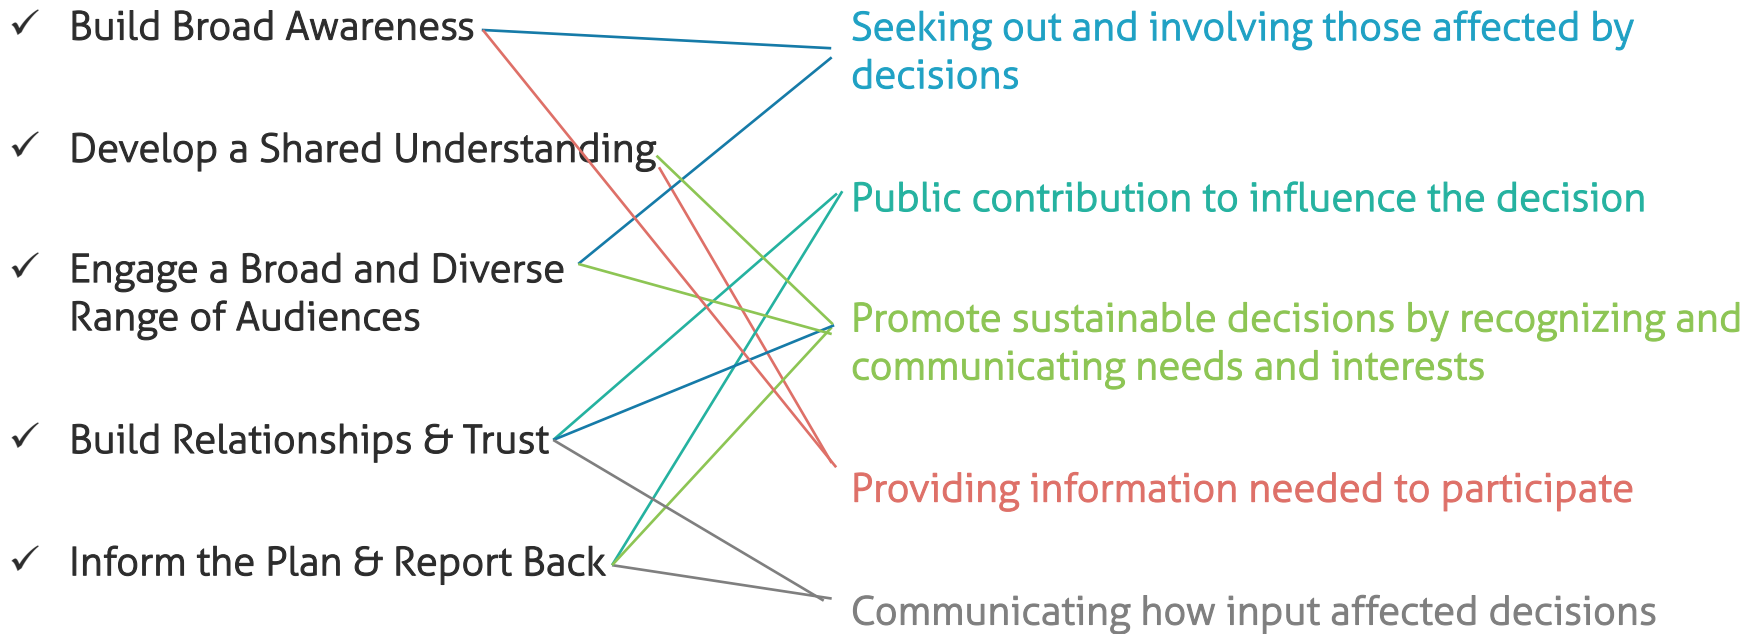 ✓ Build Broad Awareness
✓ Develop a Shared Understanding
✓ Engage a Broad and Diverse
Range of Audiences
✓ Build Relationships & Trust
✓ Inform the Plan & Report Back
Seeking out and involving those affected by
decisions
Public contribution to influence the decision
Promote sustainable decisions by recognizing and
communicating needs and interests
Providing information needed to participate
Communicating how input affected decisions